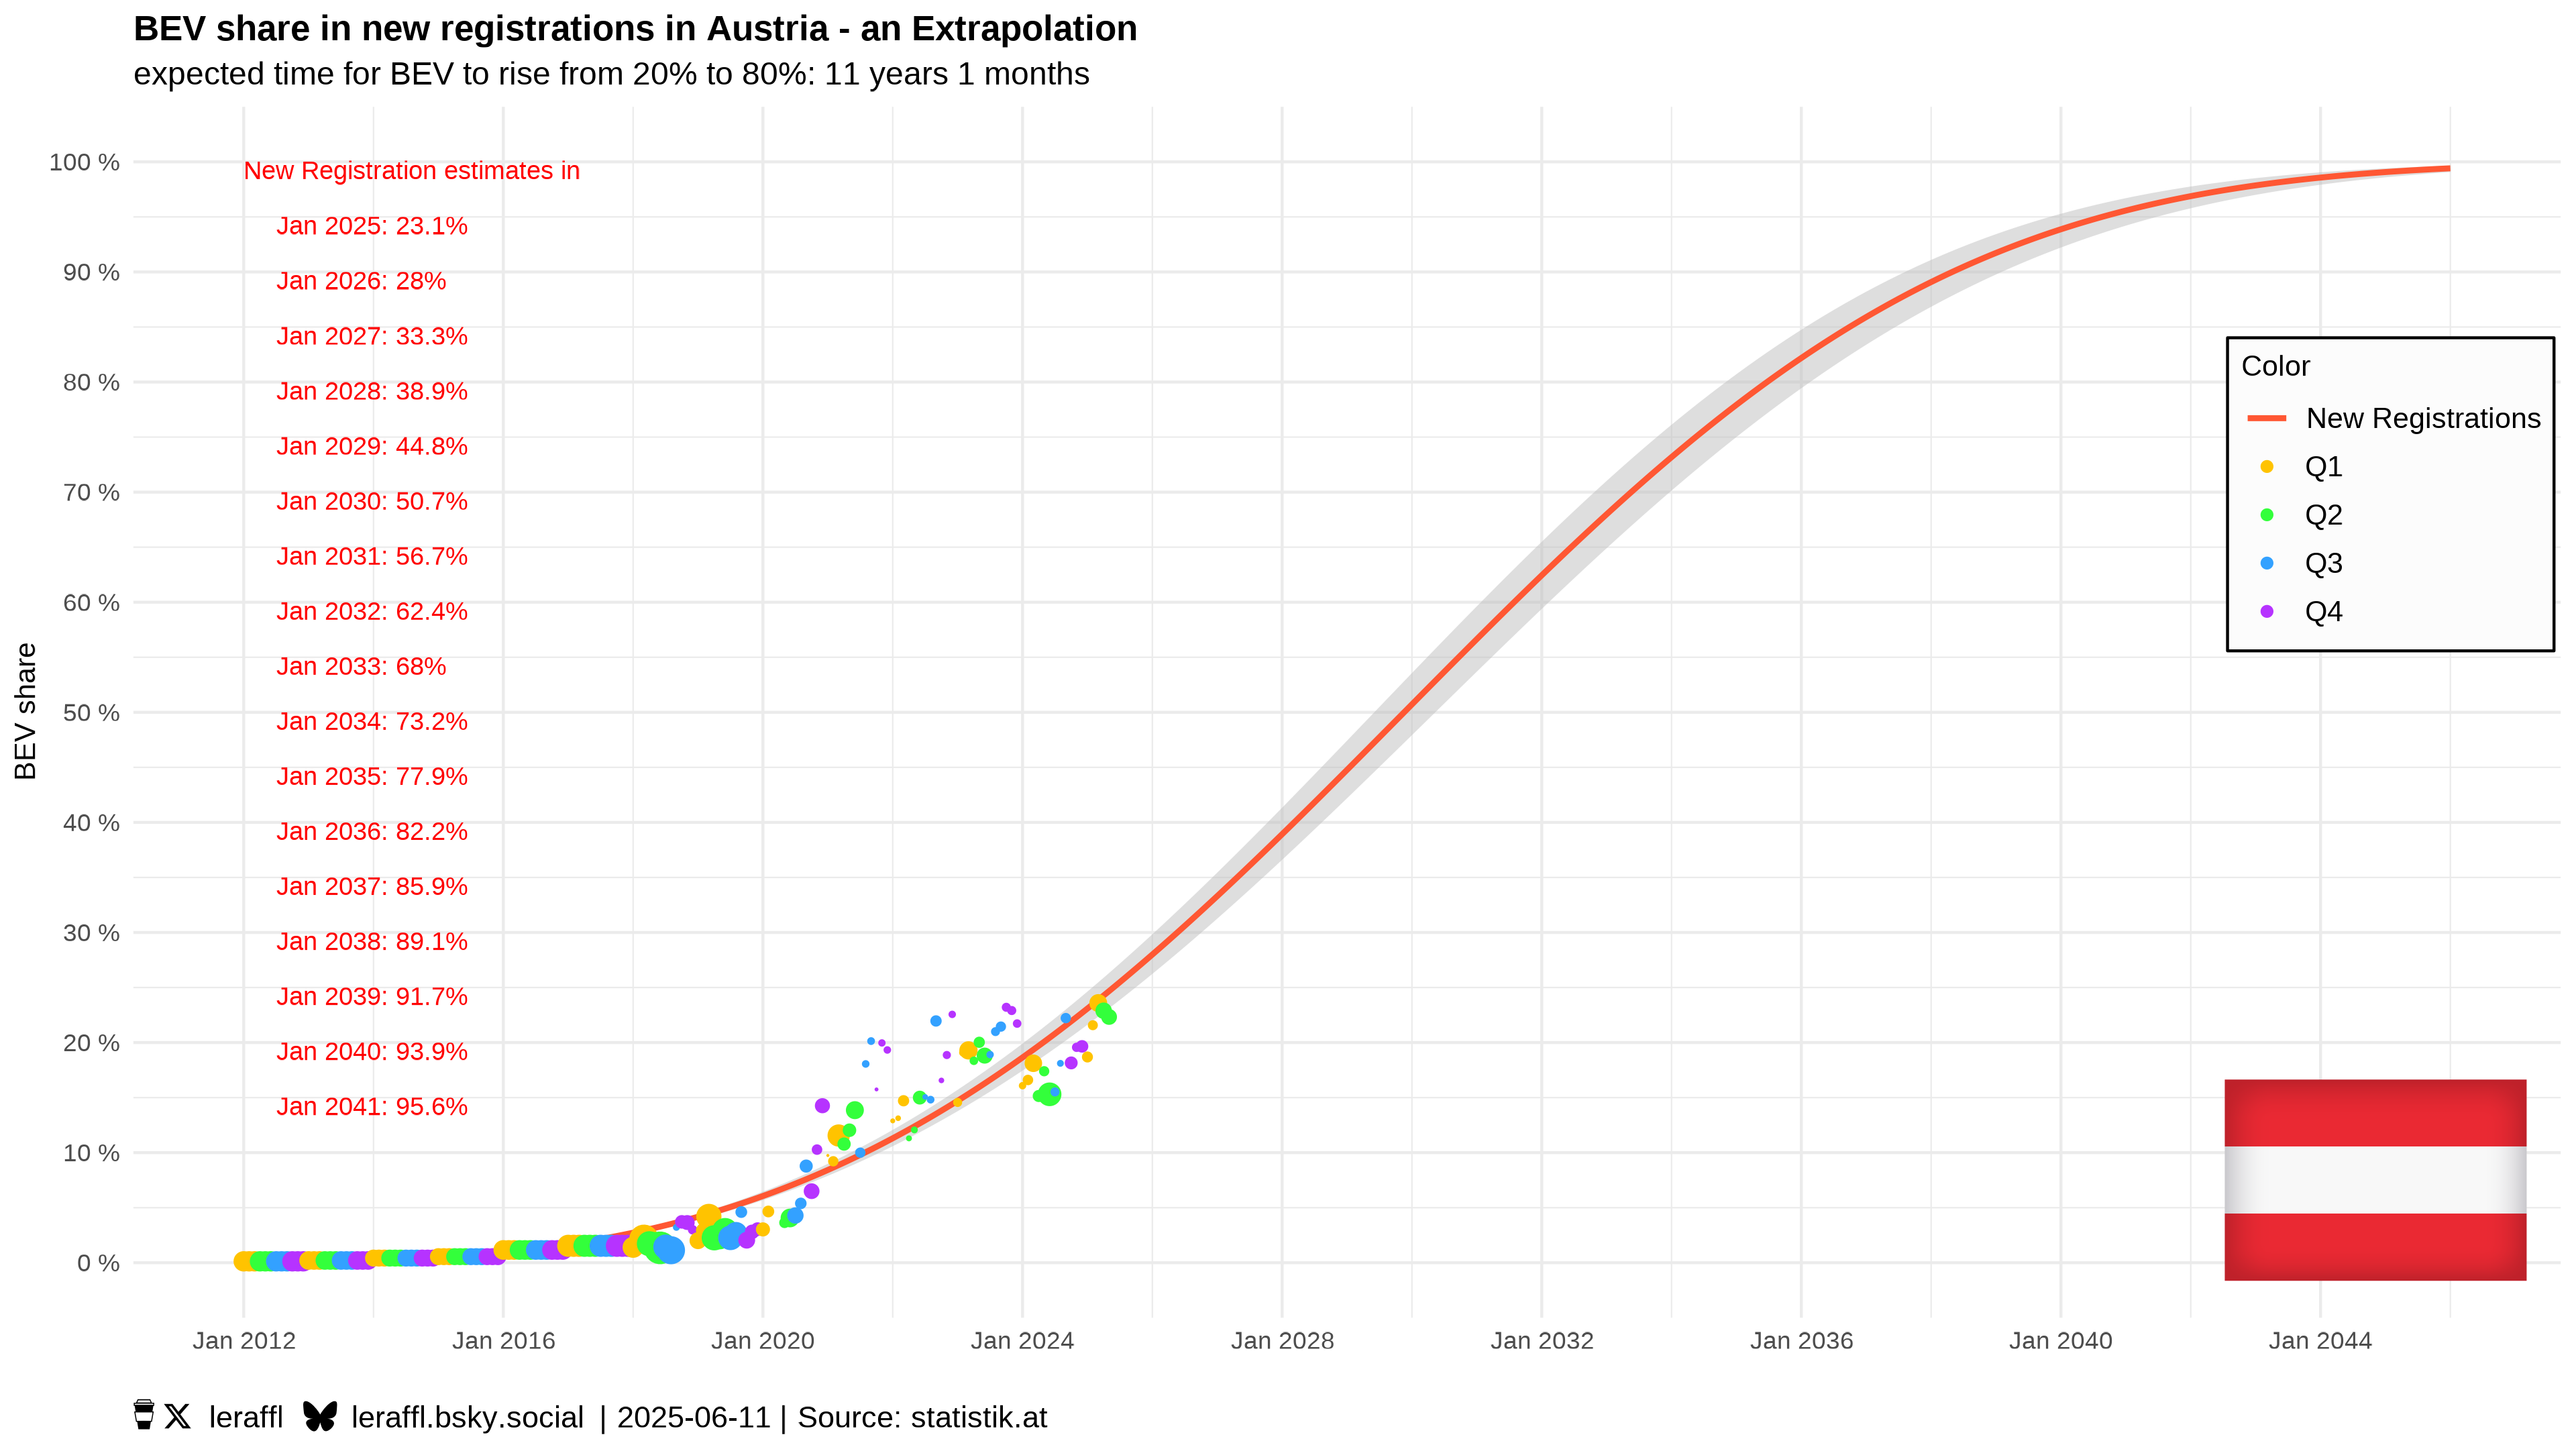 BEV share in new registrations in Austria - an Extrapolation
expected time for BEV to rise from 20% to 80%: 11 years 1 months
100 %
90 %
80 %
70 %
60 %
50 %
40 %
30 %
20 %
10 %
0 %
BEV share
New Registration estimates in
Jan 2025: 23.1%
Jan 2026: 28%
Jan 2027: 33.3%
Jan 2028: 38.9%
Jan 2029: 44.8%
Jan 2030: 50.7%
Jan 2031: 56.7%
Jan 2032: 62.4%
Jan 2033: 68%
Jan 2034: 73.2%
Jan 2035: 77.9%
Jan 2036: 82.2%
Jan 2037: 85.9%
Jan 2038: 89.1%
Jan 2039: 91.7%
Jan 2040: 93.9%
Jan 2041: 95.6%
Color
New Registrations
Q1
Q2
Q3
Q4
Jan 2012 Jan 2016 Jan 2020 Jan 2024 Jan 2028 Jan 2032 Jan 2036 Jan 2040 Jan 2044
leraffl leraffl.bsky.social | 2025-06-11 | Source: statistik.at